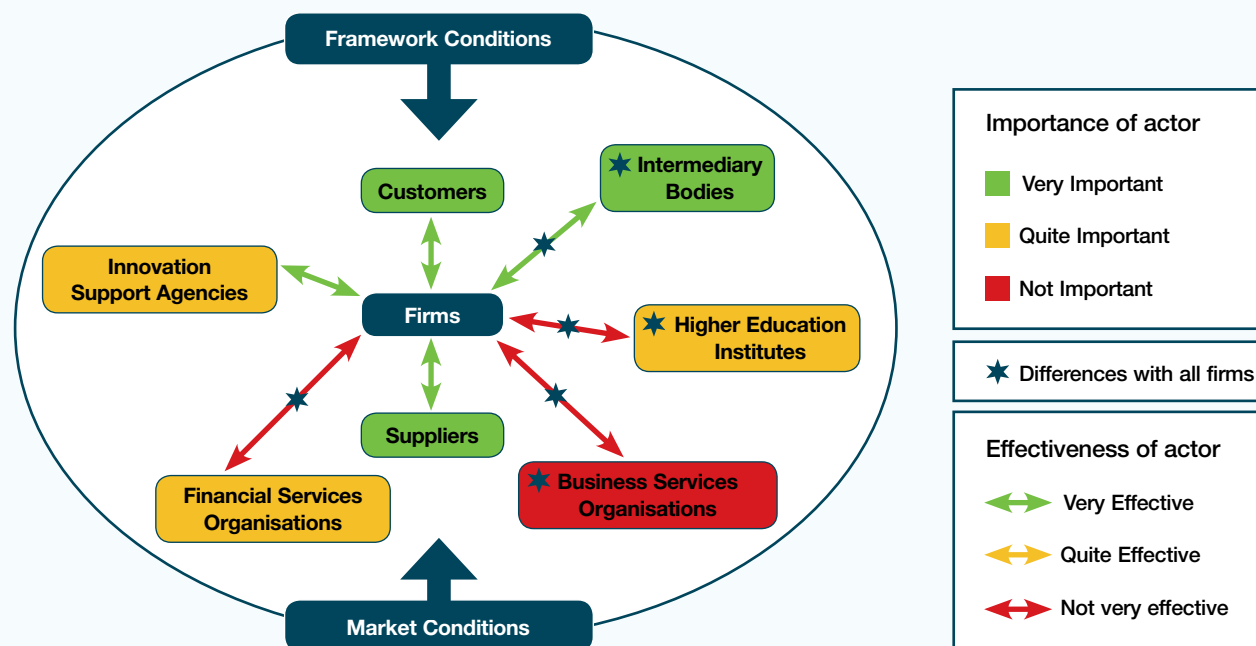 Framework Conditions
Customers
Intermediary
Bodies
Innovation
Support Agencies
Firms
Higher Education
Institutes
Suppliers
Financial Services
Organisations
Business Services
Organisations
Market Conditions
Importance of actor
Very Important
Quite Important
Not Important
Differences with all firms
Effectiveness of actor
Very Effective
Quite Effective
Not very effective